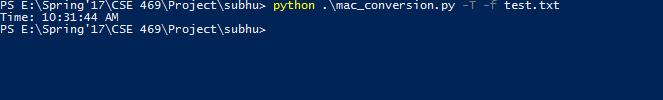 PS E:\Spring'17\CSE 469\Project\subhu> python .\mac_conversion.py -T -f test.txt
Time: 10:31:44 AM
PS E:\Spring'17\CSE 469\Project\subhu>